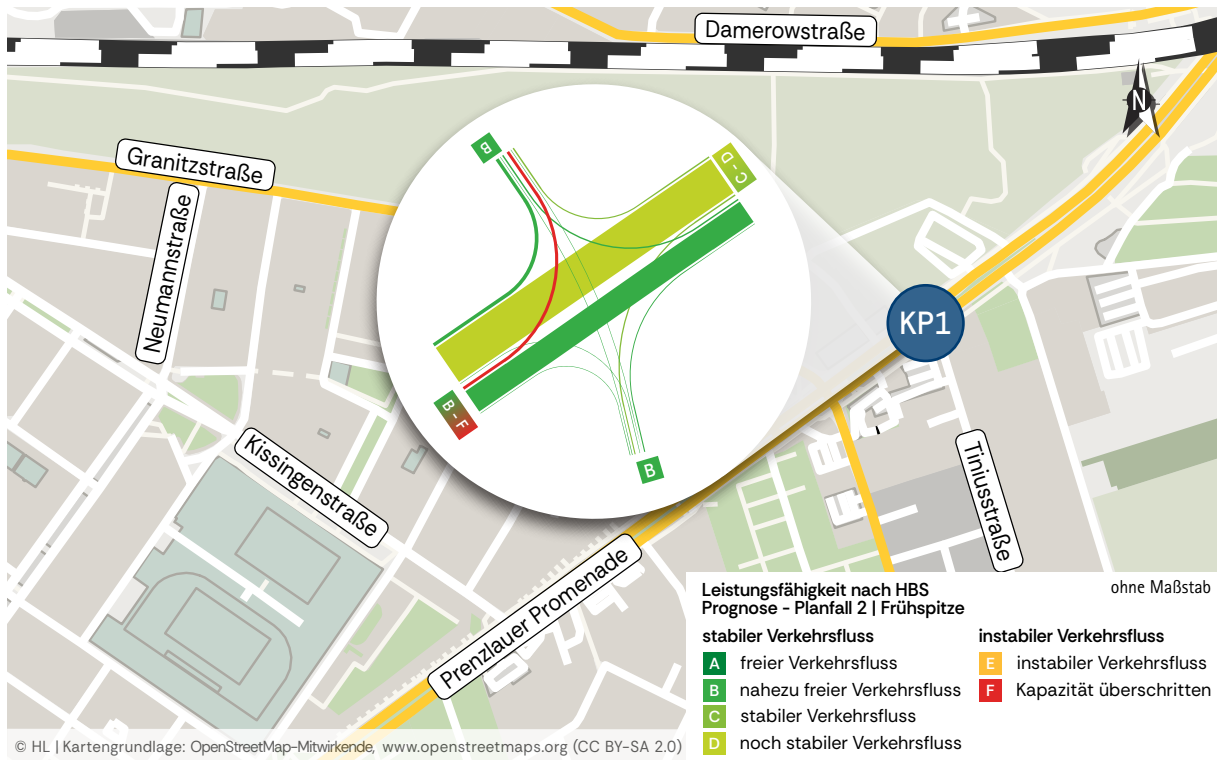 Damerowstraße
N
Granitzstraße
Neumannstraße
B
D - C
KP1
B - F
B
Kissingenstraße
Tiniusstraße
Prenzlauer Promenade
Leistungsfähigkeit nach HBS
Prognose - Planfall 2 | Frühspitze
ohne Maßstab
stabiler Verkehrsfluss
A freier Verkehrsfluss
B nahezu freier Verkehrsfluss
C stabiler Verkehrsfluss
D noch stabiler Verkehrsfluss
instabiler Verkehrsfluss
E instabiler Verkehrsfluss
F Kapazität überschritten
© HL | Kartengrundlage: OpenStreetMap-Mitwirkende, www.openstreetmaps.org (CC BY-SA 2.0)